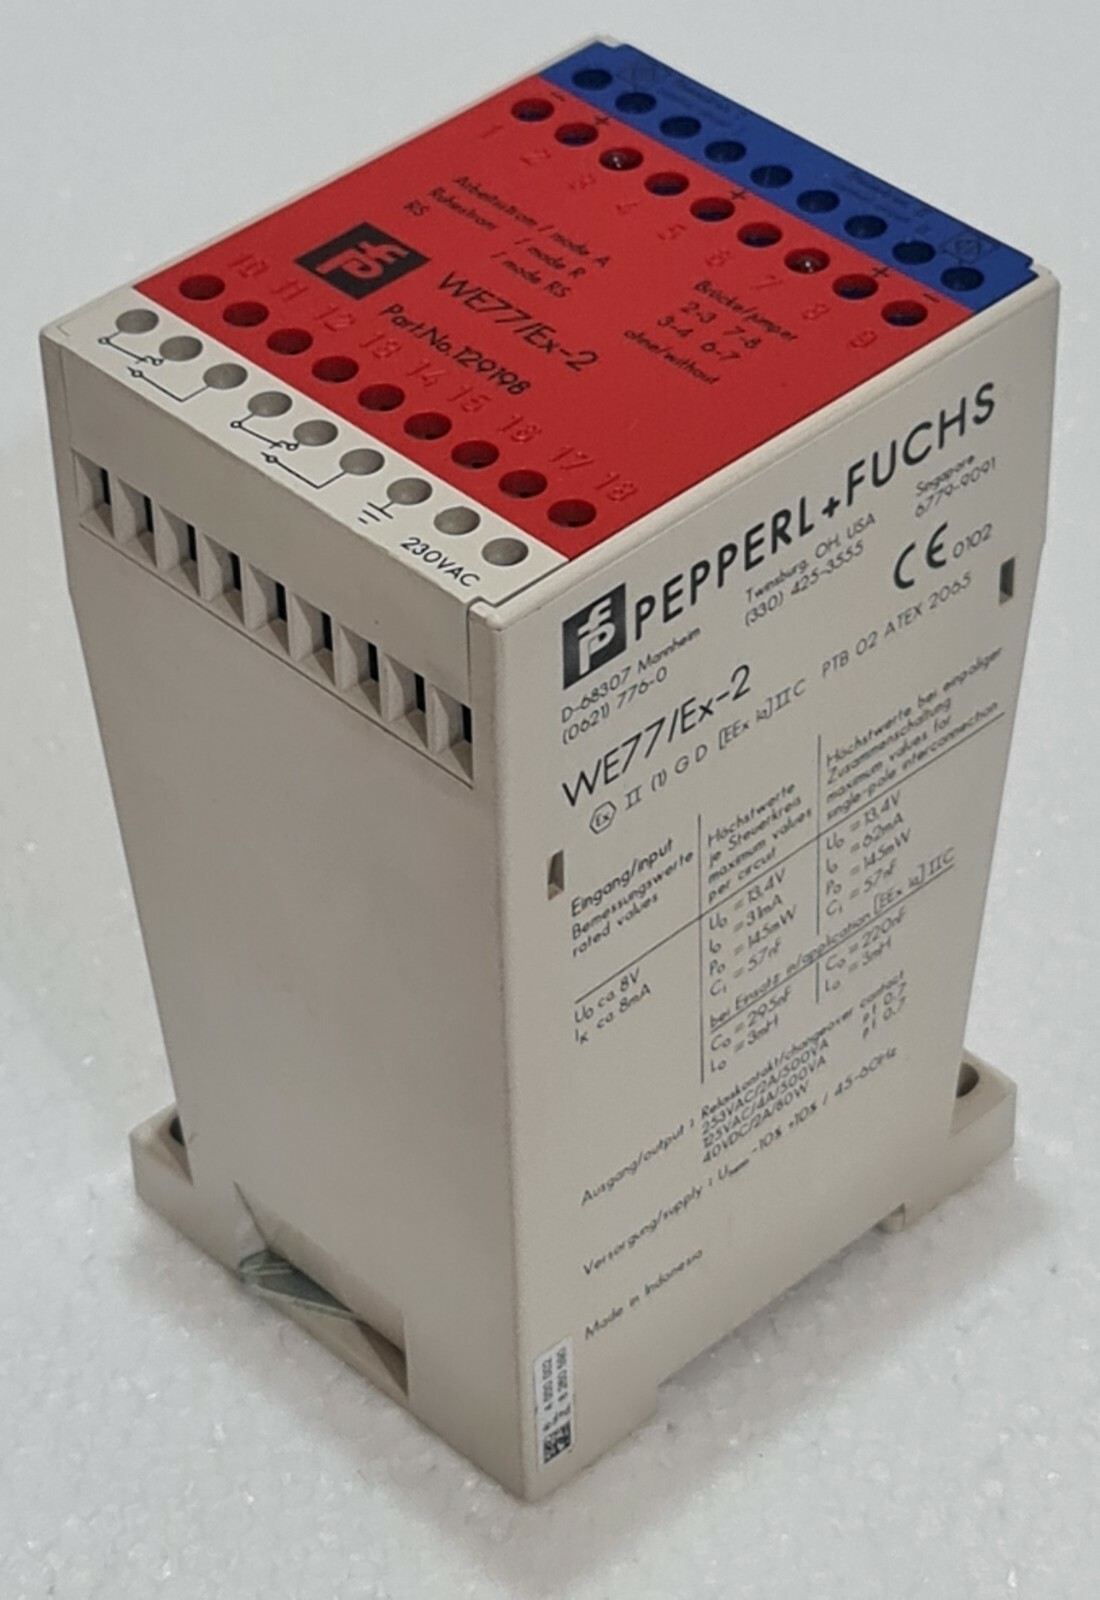 1 2 3 4 5 6 7 8 9
- + + + -
Arbeitsstrom / mode A
Ruhestrom / mode R
RS / mode RS
Brücke/jumper
2-3 7-8
3-4 6-7
ohne/without
WE77/Ex-2
Part.No.129198
10 11 12 13 14 15 16 17 18
230VAC
PEPPERL+FUCHS
D-68307 Mannheim
(0621) 776-0
Twinsburg, OH, USA
(330) 425-3555
Singapore
6779-9091
CE 0102
WE77/Ex-2
Ex II (1) G D [EEx ia] IIC PTB 02 ATEX 2065
Eingang/input
Bemessungswerte
rated values
Höchstwerte
je Steuerkreis
maximum values
per circuit
Höchstwerte bei einpoliger
Zusammenschaltung
maximum values for
single-pole interconnection
U₀ ca 8V
Iₖ ca 8mA
U₀ = 13,4V
I₀ = 31mA
P₀ = 145mW
Cᵢ = 57nF
U₀ = 13,4V
I₀ = 62mA
P₀ = 145mW
Cᵢ = 57nF
bei Einsatz in/application [EEx ia] IIC
C₀ = 295nF
L₀ = 3mH
C₀ = 220nF
L₀ = 3mH
Ausgang/output : Relaiskontakt/changeover contact
253VAC/2A/500VA pf 0.7
125VAC/4A/500VA pf 0.7
40VDC/2A/80W
Versorgung/supply : Uₙₑₙₙ -10% +10% / 45-60Hz
Made in Indonesia